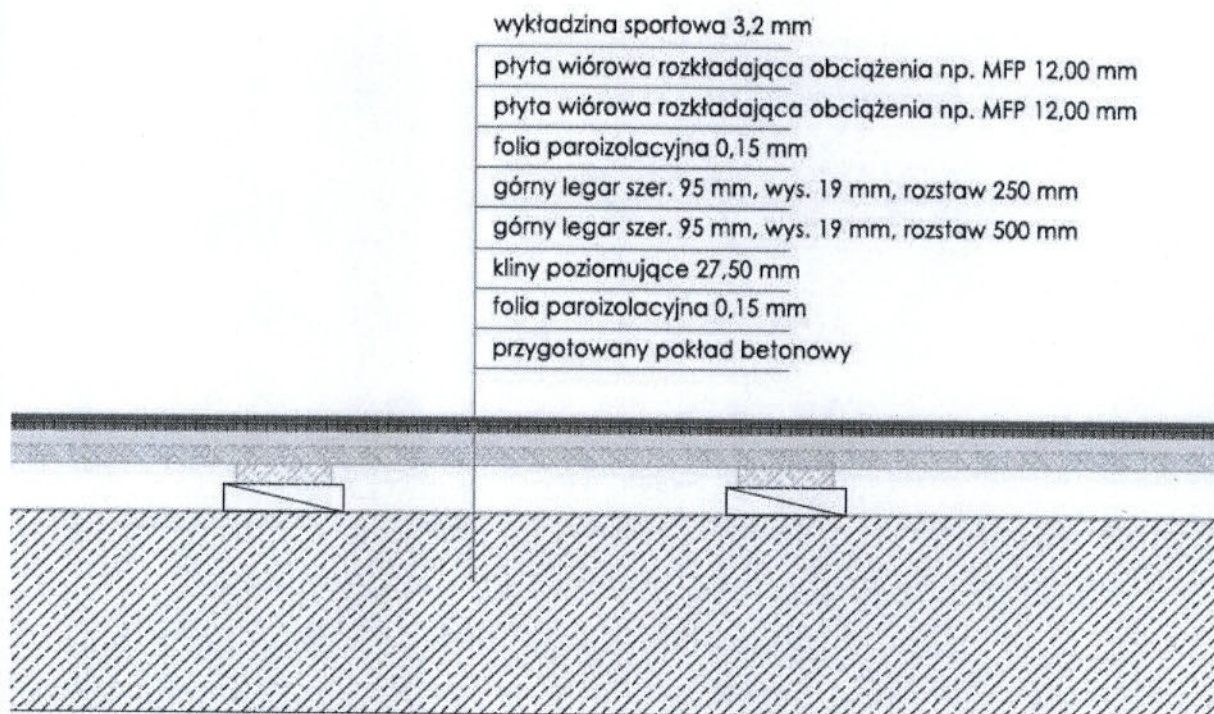 wykładzina sportowa 3,2 mm
płyta wiórowa rozkładająca obciążenia np. MFP 12,00 mm
płyta wiórowa rozkładająca obciążenia np. MFP 12,00 mm
folia paroizolacyjna 0,15 mm
górny legar szer. 95 mm, wys. 19 mm, rozstaw 250 mm
górny legar szer. 95 mm, wys. 19 mm, rozstaw 500 mm
kliny poziomujące 27,50 mm
folia paroizolacyjna 0,15 mm
przygotowany pokład betonowy